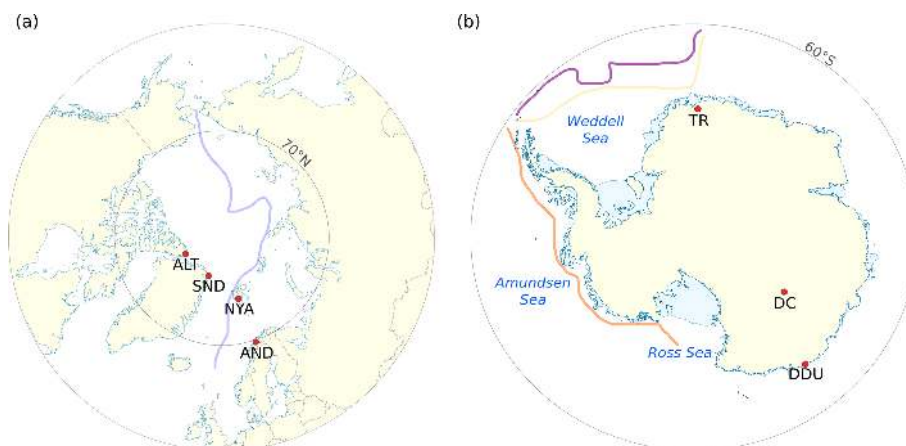 (a)
70°N
ALT
SND
NYA
AND
(b)
60°S
Weddell
Sea
TR
Amundsen
Sea
DC
Ross Sea
DDU